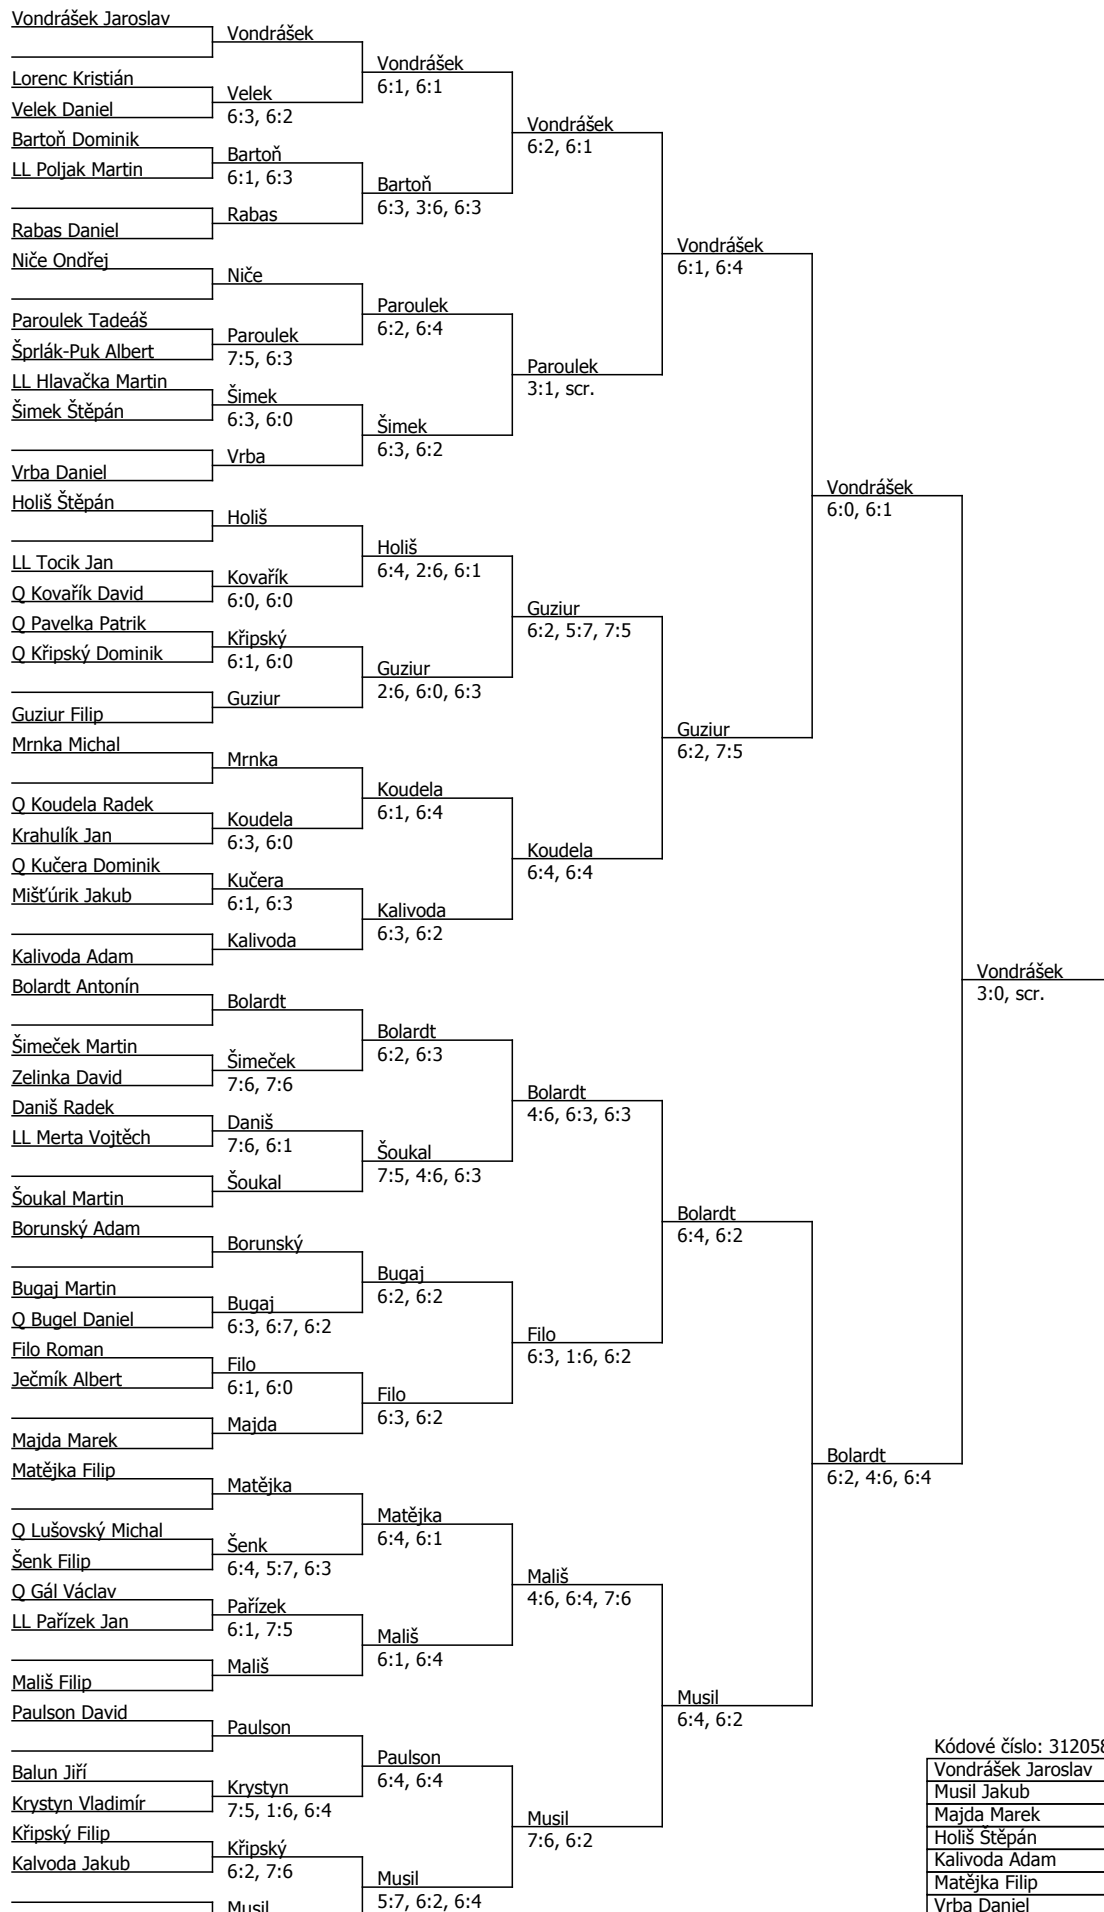 Vondrášek Jaroslav
Lorenc Kristián
Velek Daniel
Bartoň Dominik
LL Poljak Martin
Rabas Daniel
Niče Ondřej
Paroulek Tadeáš
Šprlák-Puk Albert
LL Hlavačka Martin
Šimek Štěpán
Vrba Daniel
Holiš Štěpán
LL Tocik Jan
Q Kovařík David
Q Pavelka Patrik
Q Křipský Dominik
Guziur Filip
Mrnka Michal
Q Koudela Radek
Krahulík Jan
Q Kučera Dominik
Mišťúrik Jakub
Kalivoda Adam
Bolardt Antonín
Šimeček Martin
Zelinka David
Daniš Radek
LL Merta Vojtěch
Šoukal Martin
Borunský Adam
Bugaj Martin
Q Bugel Daniel
Filo Roman
Ječmík Albert
Majda Marek
Matějka Filip
Q Lušovský Michal
Šenk Filip
Q Gál Václav
LL Pařízek Jan
Mališ Filip
Paulson David
Balun Jiří
Krystyn Vladimír
Křipský Filip
Kalvoda Jakub
Vondrášek
Velek
6:3, 6:2
Bartoň
6:1, 6:3
Rabas
Niče
Paroulek
7:5, 6:3
Šimek
6:3, 6:0
Vrba
Holiš
Kovařík
6:0, 6:0
Křipský
6:1, 6:0
Guziur
Mrnka
Koudela
6:3, 6:0
Kučera
6:1, 6:3
Kalivoda
Bolardt
Šimeček
7:6, 7:6
Daniš
7:6, 6:1
Šoukal
Borunský
Bugaj
6:3, 6:7, 6:2
Filo
6:1, 6:0
Majda
Matějka
Šenk
6:4, 5:7, 6:3
Pařízek
6:1, 7:5
Mališ
Paulson
Krystyn
7:5, 1:6, 6:4
Křipský
6:2, 7:6
Musil
Vondrášek
6:1, 6:1
Bartoň
6:3, 3:6, 6:3
Paroulek
6:2, 6:4
Šimek
6:3, 6:2
Holiš
6:4, 2:6, 6:1
Guziur
2:6, 6:0, 6:3
Koudela
6:1, 6:4
Kalivoda
6:3, 6:2
Bolardt
6:2, 6:3
Šoukal
7:5, 4:6, 6:3
Bugaj
6:2, 6:2
Filo
6:3, 6:2
Matějka
6:4, 6:1
Mališ
6:1, 6:4
Paulson
6:4, 6:4
Musil
5:7, 6:2, 6:4
Vondrášek
6:2, 6:1
Paroulek
3:1, scr.
Guziur
6:2, 5:7, 7:5
Koudela
6:4, 6:4
Bolardt
4:6, 6:3, 6:3
Filo
6:3, 1:6, 6:2
Mališ
4:6, 6:4, 7:6
Musil
7:6, 6:2
Vondrášek
6:1, 6:4
Guziur
6:2, 7:5
Bolardt
6:4, 6:2
Musil
6:4, 6:2
Vondrášek
6:0, 6:1
Bolardt
6:2, 4:6, 6:4
Vondrášek
3:0, scr.
Kódové číslo: 312058
Vondrášek Jaroslav
Musil Jakub
Majda Marek
Holiš Štěpán
Kalivoda Adam
Matějka Filip
Vrba Daniel